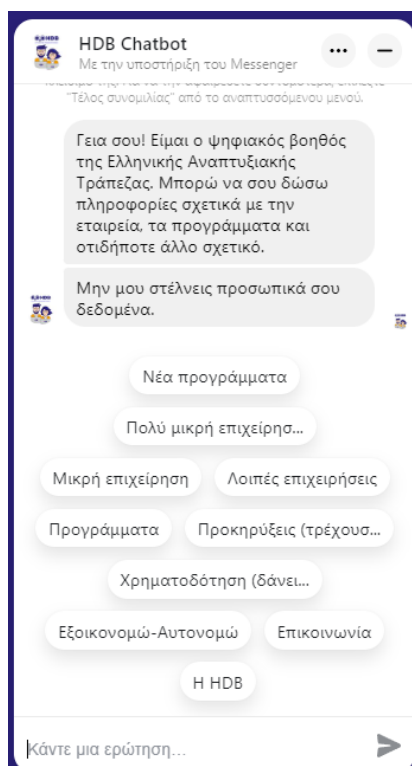 HDB Chatbot
Με την υποστήριξη του Messenger
"Τέλος συνομιλίας" από το αναπτυσσόμενο μενού.
Γεια σου! Είμαι ο ψηφιακός βοηθός
της Ελληνικής Αναπτυξιακής
Τράπεζας. Μπορώ να σου δώσω
πληροφορίες σχετικά με την
εταιρεία, τα προγράμματα και
οτιδήποτε άλλο σχετικό.
Μην μου στέλνεις προσωπικά σου
δεδομένα.
Νέα προγράμματα
Πολύ μικρή επιχείρησ...
Μικρή επιχείρηση
Λοιπές επιχειρήσεις
Προγράμματα
Προκηρύξεις (τρέχουσ...
Χρηματοδότηση (δάνει...
Εξοικονομώ-Αυτονομώ
Επικοινωνία
Η HDB
Κάντε μια ερώτηση...